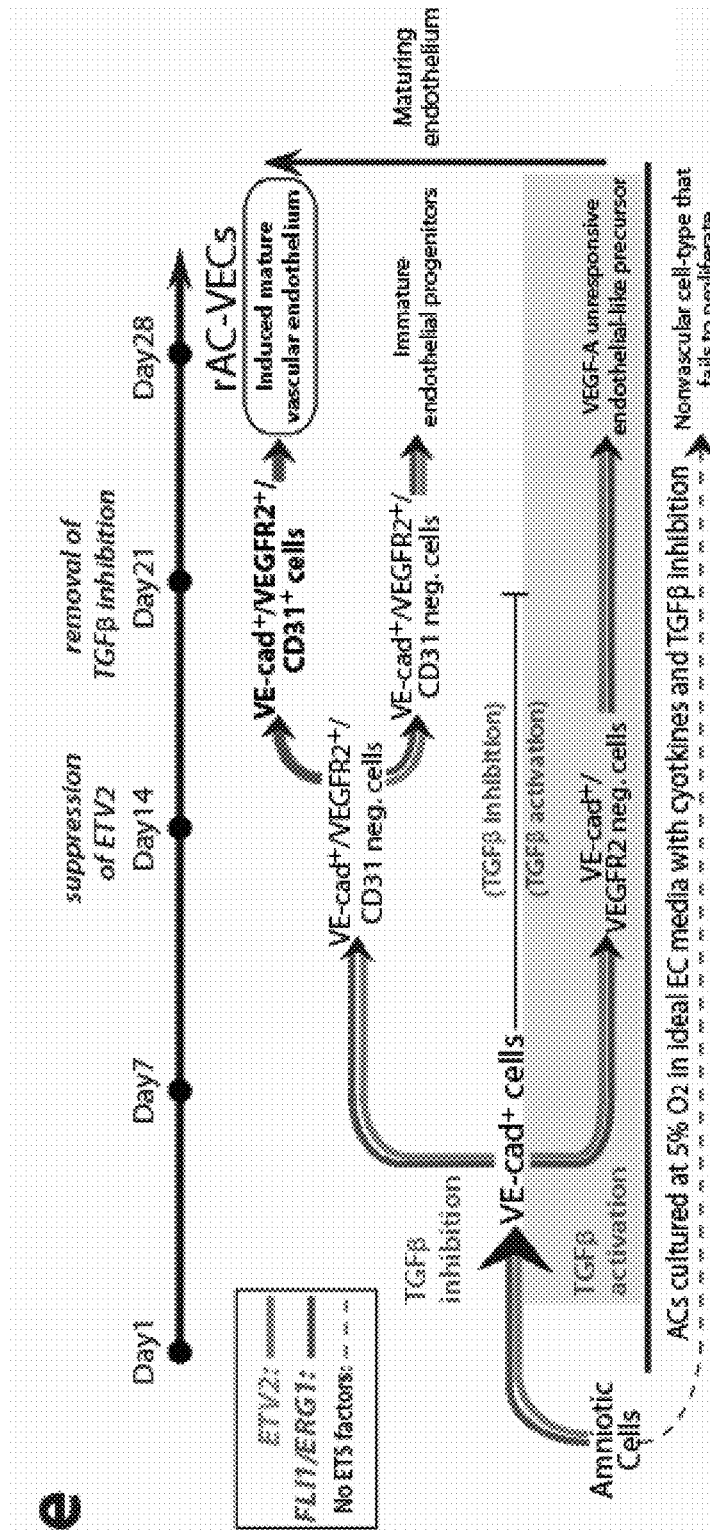 e
Day1
Day7
Day14
Day21
Day28
suppression
of ETV2
removal of
TGFβ inhibition
rAC-VECs
ETV2:
FLI1/ERG1:
No ETS factors:
VE-cad+/VEGFR2+/
CD31+ cells
Induced mature
vascular endothelium
Maturing
endothelium
VE-cad+/VEGFR2+/
CD31 neg. cells
VE-cad+/VEGFR2+/
CD31 neg. cells
Immature
endothelial progenitors
TGFβ
inhibition
VE-cad+ cells
(TGFβ inhibition)
(TGFβ activation)
TGFβ
activation
VE-cad+/
VEGFR2 neg. cells
VEGF-A unresponsive
endothelial-like precursor
Amniotic
Cells
ACs cultured at 5% O2 in ideal EC media with cyotkines and TGFβ inhibition
Nonvascular cell-type that
fails to proliferate